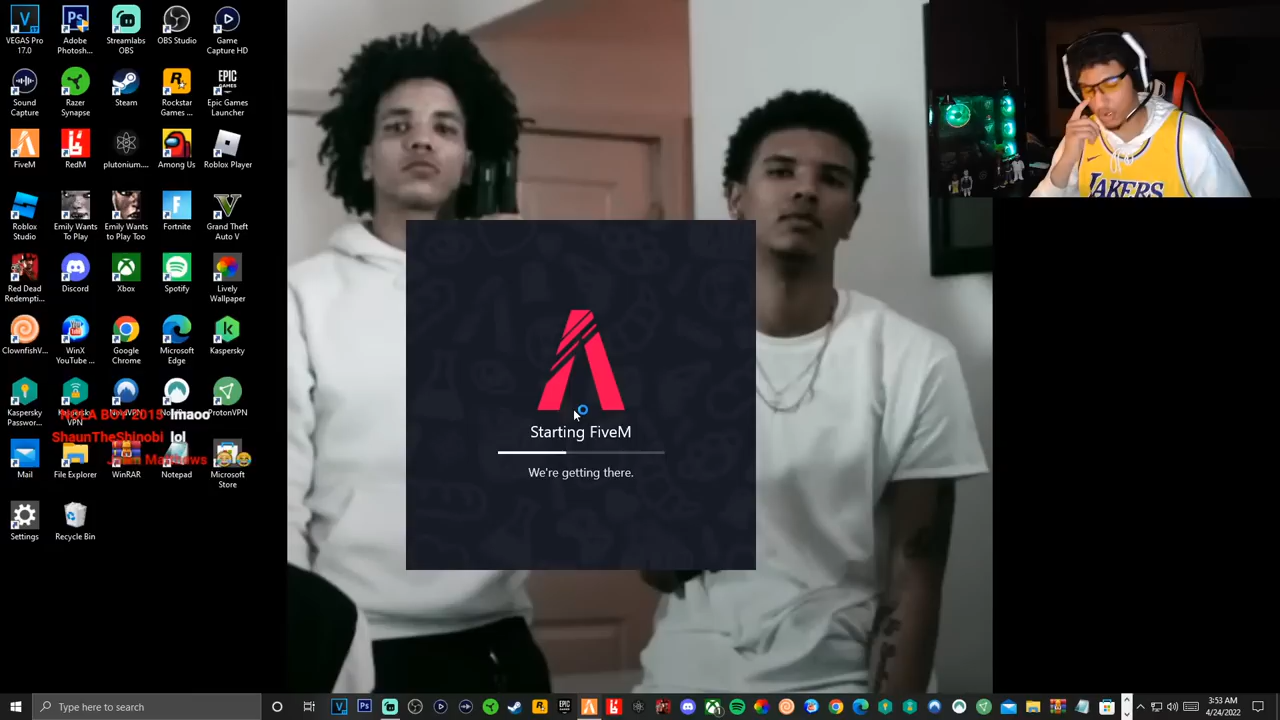 VEGAS Pro
17.0
Adobe
Photosh...
Streamlabs
OBS
OBS Studio
Game
Capture HD
Sound
Capture
Razer
Synapse
Steam
Rockstar
Games ...
EPIC
GAMES
Epic Games
Launcher
FiveM
RedM
plutonium....
Among Us
Roblox Player
Roblox
Studio
Emily Wants
To Play
Emily Wants
to Play Too
Fortnite
Grand Theft
Auto V
Red Dead
Redempti...
Discord
Xbox
Spotify
Lively
Wallpaper
ClownfishV...
WinX
YouTube ...
Google
Chrome
Microsoft
Edge
Kaspersky
Kaspersky
Passwor...
VPN
ProtonVPN
lmaoo
ShaunTheShinobi lol
Mail
File Explorer
WinRAR
Notepad
Microsoft
Store
Settings
Recycle Bin
Starting FiveM
We're getting there.
LAKERS
Type here to search
3:53 AM
4/24/2022